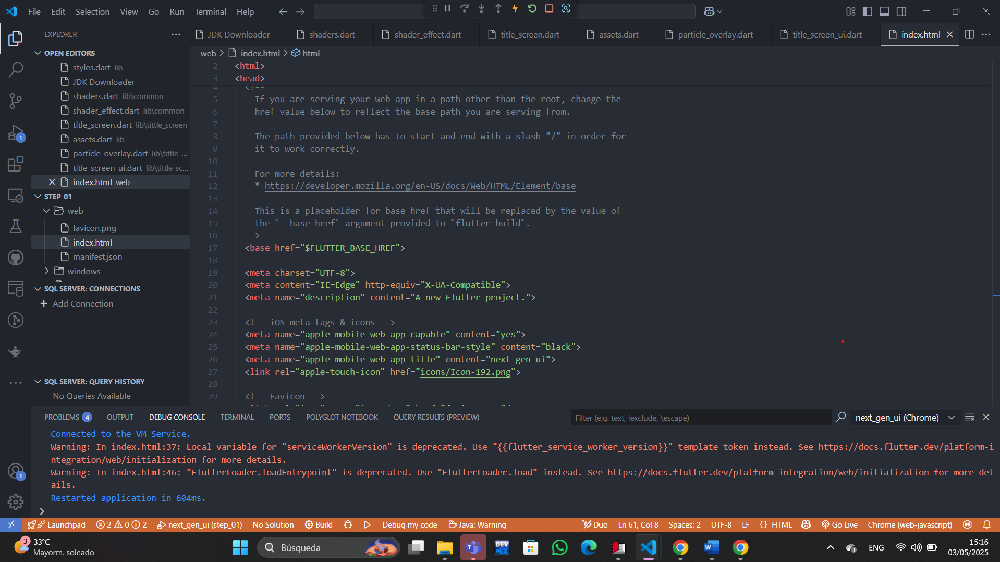 File Edit Selection View Go Run Terminal Help
EXPLORER
JDK Downloader
shaders.dart
shader_effect.dart
title_screen.dart
assets.dart
particle_overlay.dart
title_screen_ui.dart
index.html
OPEN EDITORS
styles.dart lib
JDK Downloader
shaders.dart lib\common
shader_effect.dart lib\common
title_screen.dart lib\tittle_screen
assets.dart lib
particle_overlay.dart lib\tittle_...
title_screen_ui.dart lib\tittle_sc...
index.html web
STEP_01
web
favicon.png
index.html
manifest.json
windows
SQL SERVER: CONNECTIONS
Add Connection
SQL SERVER: QUERY HISTORY
No Queries Available
1
1
web > index.html > html
2 <html>
3 <head>
4 <!--
5 If you are serving your web app in a path other than the root, change the
6 href value below to reflect the base path you are serving from.
7
8 The path provided below has to start and end with a slash "/" in order for
9 it to work correctly.
10
11 For more details:
12 * https://developer.mozilla.org/en-US/docs/Web/HTML/Element/base
13
14 This is a placeholder for base href that will be replaced by the value of
15 the `--base-href` argument provided to `flutter build`.
16 -->
17 <base href="$FLUTTER_BASE_HREF">
18
19 <meta charset="UTF-8">
20 <meta content="IE=Edge" http-equiv="X-UA-Compatible">
21 <meta name="description" content="A new Flutter project.">
22
23 <!-- iOS meta tags & icons -->
24 <meta name="apple-mobile-web-app-capable" content="yes">
25 <meta name="apple-mobile-web-app-status-bar-style" content="black">
26 <meta name="apple-mobile-web-app-title" content="next_gen_ui">
27 <link rel="apple-touch-icon" href="icons/Icon-192.png">
28
29 <!-- Favicon -->
PROBLEMS 4 OUTPUT DEBUG CONSOLE TERMINAL PORTS POLYGLOT NOTEBOOK QUERY RESULTS (PREVIEW)
Filter (e.g. text, !exclude, \escape)
next_gen_ui (Chrome)
Connected to the VM Service.
Warning: In index.html:37: Local variable for "serviceWorkerVersion" is deprecated. Use "{{flutter_service_worker_version}}" template token instead. See https://docs.flutter.dev/platform-i
ntegration/web/initialization for more details.
Warning: In index.html:46: "FlutterLoader.loadEntrypoint" is deprecated. Use "FlutterLoader.load" instead. See https://docs.flutter.dev/platform-integration/web/initialization for more det
ails.
Restarted application in 604ms.
Launchpad 2 0 2 next_gen_ui (step_01) No Solution Build Debug my code Java: Warning Duo Ln 61, Col 8 Spaces: 2 UTF-8 LF {} HTML Go Live Chrome (web-javascript)
3
33°C
Mayorm. soleado
Búsqueda
DEV C++
ENG
15:16
03/05/2025